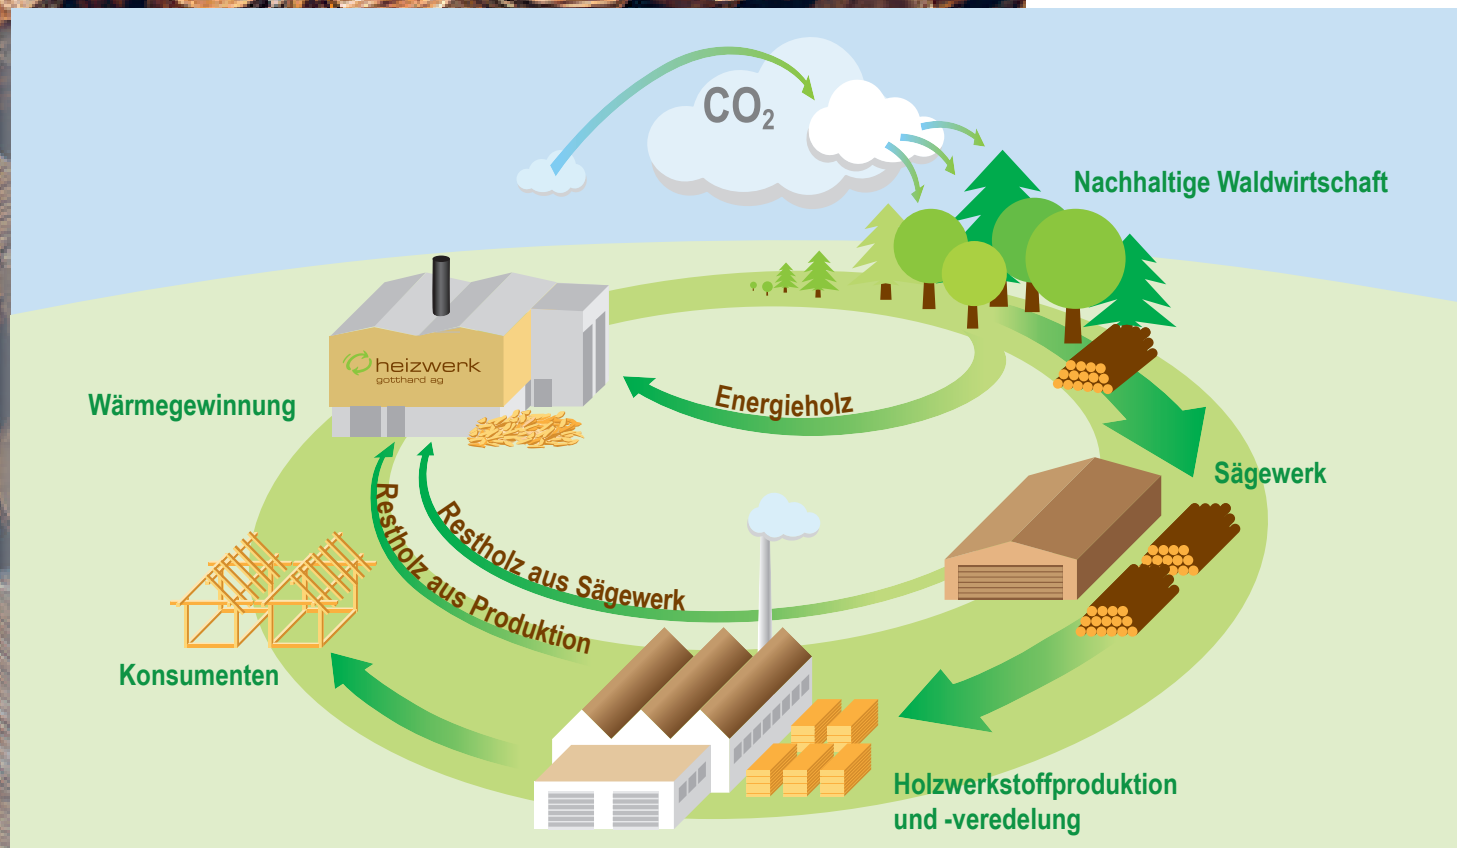 CO₂
Nachhaltige Waldwirtschaft
heizwerk
gotthard ag
Energieholz
Wärmegewinnung
Sägewerk
Restholz aus Sägewerk
Restholz aus Produktion
Konsumenten
Holzwerkstoffproduktion
und -veredelung